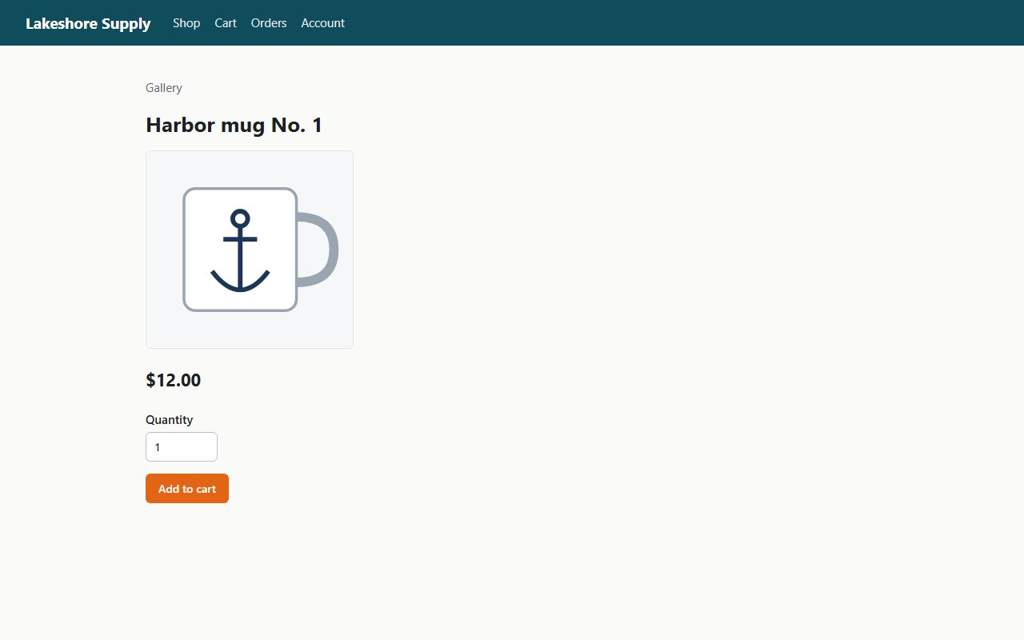 Lakeshore Supply Shop Cart Orders Account
Gallery
Harbor mug No. 1
$12.00
Quantity
1
Add to cart